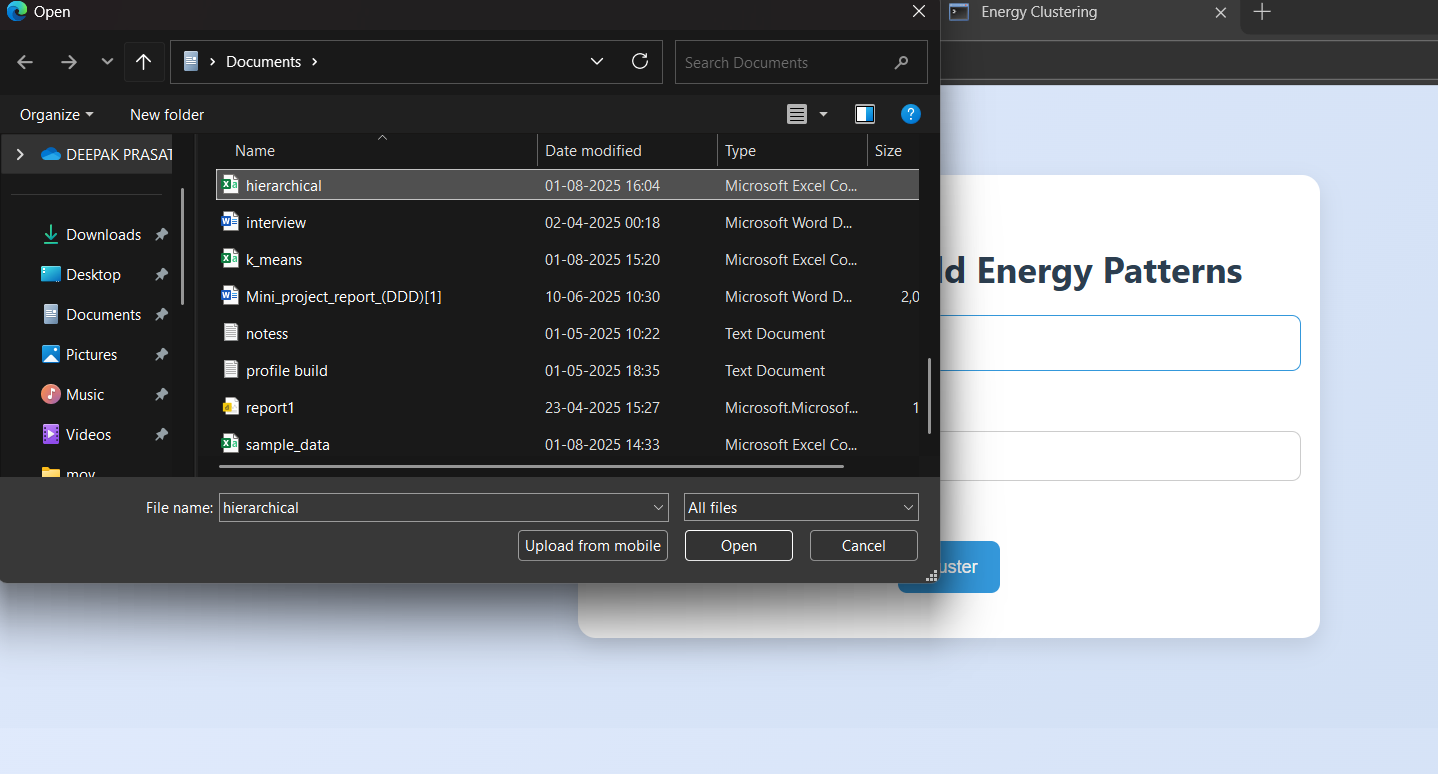 Open
Energy Clustering
Documents
Search Documents
Organize
New folder
DEEPAK PRASAT
Downloads
Desktop
Documents
Pictures
Music
Videos
mov
Name Date modified Type Size
hierarchical 01-08-2025 16:04 Microsoft Excel Co...
interview 02-04-2025 00:18 Microsoft Word D...
k_means 01-08-2025 15:20 Microsoft Excel Co...
Mini_project_report_(DDD)[1] 10-06-2025 10:30 Microsoft Word D... 2,0
notess 01-05-2025 10:22 Text Document
profile build 01-05-2025 18:35 Text Document
report1 23-04-2025 15:27 Microsoft.Microsof... 1
sample_data 01-08-2025 14:33 Microsoft Excel Co...
File name: hierarchical All files
Upload from mobile Open Cancel
ld Energy Patterns
uster